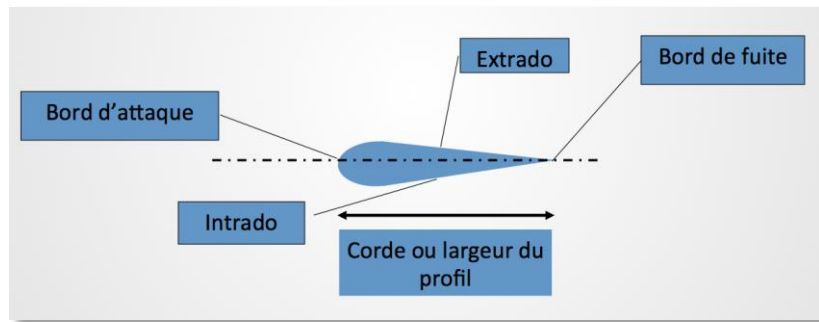 Extrado
Bord de fuite
Bord d'attaque
Intrado
Corde ou largeur du
profil